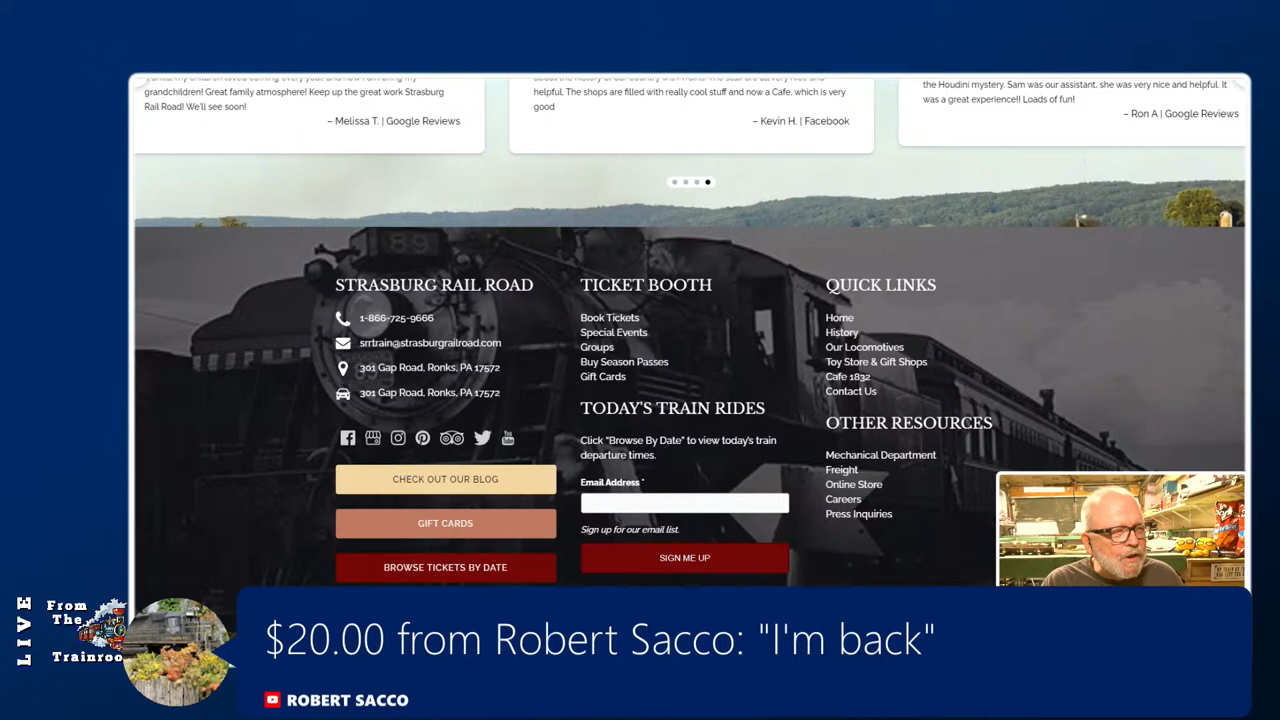 grandchildren! Great family atmosphere! Keep up the great work Strasburg
Rail Road! We'll see soon!
– Melissa T. | Google Reviews
helpful. The shops are filled with really cool stuff and now a Cafe, which is very
good
– Kevin H. | Facebook
the Houdini mystery. Sam was our assistant, she was very nice and helpful. It
was a great experience!! Loads of fun!
– Ron A | Google Reviews
89
STRASBURG RAIL ROAD
1-866-725-9666
srrtrain@strasburgrailroad.com
301 Gap Road, Ronks, PA 17572
301 Gap Road, Ronks, PA 17572
CHECK OUT OUR BLOG
GIFT CARDS
BROWSE TICKETS BY DATE
TICKET BOOTH
Book Tickets
Special Events
Groups
Buy Season Passes
Gift Cards
TODAY'S TRAIN RIDES
Click "Browse By Date" to view today's train
departure times.
Email Address *
Sign up for our email list.
SIGN ME UP
QUICK LINKS
Home
History
Our Locomotives
Toy Store & Gift Shops
Cafe 1832
Contact Us
OTHER RESOURCES
Mechanical Department
Freight
Online Store
Careers
Press Inquiries
LIVE
From
The
Trainroo
$20.00 from Robert Sacco: "I'm back"
ROBERT SACCO